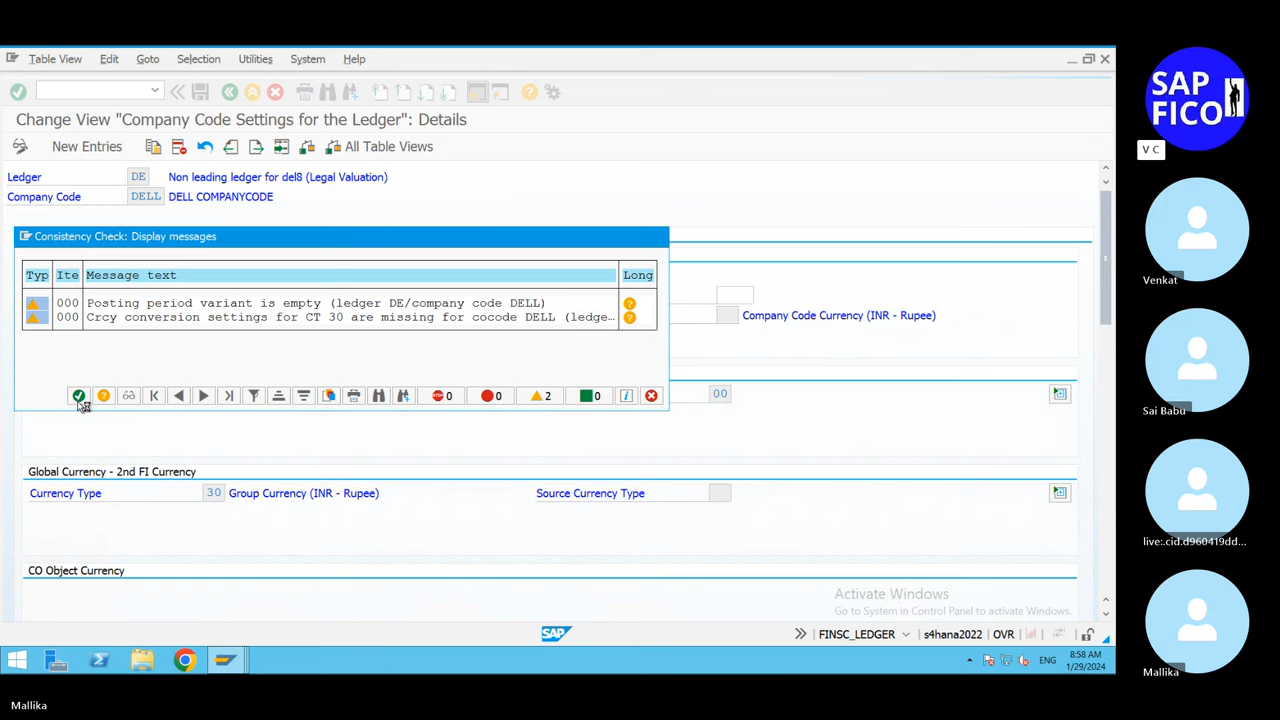 Table View Edit Goto Selection Utilities System Help
Change View "Company Code Settings for the Ledger": Details
New Entries All Table Views
Ledger DE Non leading ledger for del8 (Legal Valuation)
Company Code DELL DELL COMPANYCODE
Consistency Check: Display messages
Typ Ite Message text Long
000 Posting period variant is empty (ledger DE/company code DELL)
000 Crcy conversion settings for CT 30 are missing for cocode DELL (ledge…
Company Code Currency (INR - Rupee)
STOP 0 0 2 0
00
Global Currency - 2nd FI Currency
Currency Type 30 Group Currency (INR - Rupee) Source Currency Type
CO Object Currency
Activate Windows
Go to System in Control Panel to activate Windows.
SAP FINSC_LEDGER s4hana2022 OVR
ENG 8:58 AM
1/29/2024
SAP
FICO
V C
Venkat
Sai Babu
live:.cid.d960419dd...
Mallika
Mallika